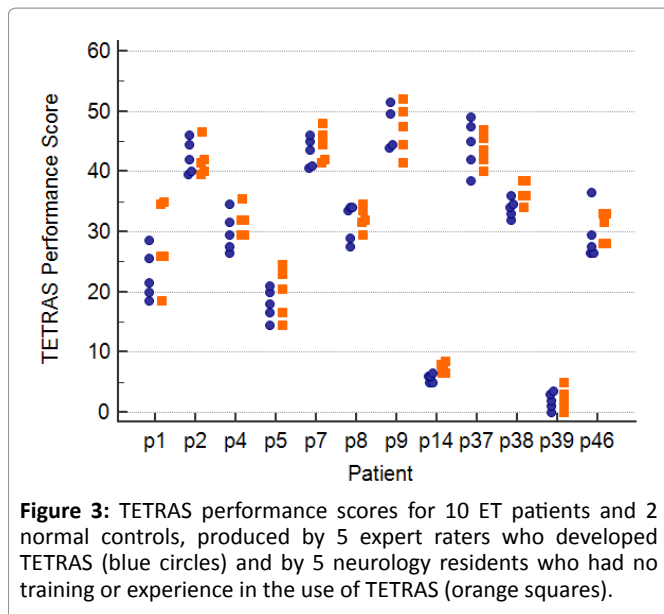 60
50
40
30
20
10
0
TETRAS Performance Score
p1 p2 p4 p5 p7 p8 p9 p14 p37 p38 p39 p46
Patient
Figure 3: TETRAS performance scores for 10 ET patients and 2
normal controls, produced by 5 expert raters who developed
TETRAS (blue circles) and by 5 neurology residents who had no
training or experience in the use of TETRAS (orange squares).